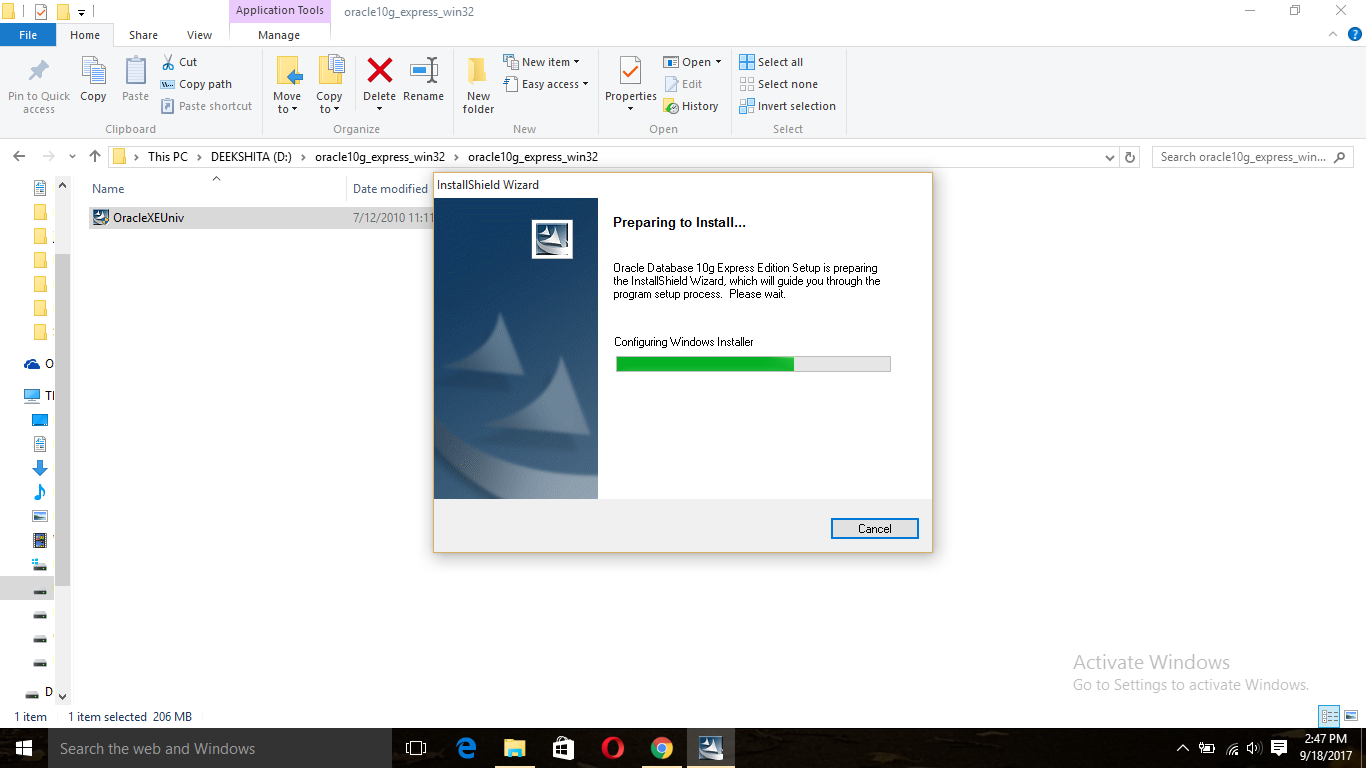 Application Tools
oracle10g_express_win32
File
Home
Share
View
Manage
Pin to Quick access
Copy
Paste
Cut
Copy path
Paste shortcut
Clipboard
Move to
Copy to
Delete
Rename
Organize
New folder
New item
Easy access
New
Properties
Open
Edit
History
Open
Select all
Select none
Invert selection
Select
This PC > DEEKSHITA (D:) > oracle10g_express_win32 > oracle10g_express_win32
Search oracle10g_express_win...
Name
Date modified
OracleXEUniv
7/12/2010 11:11
O
D
InstallShield Wizard
Preparing to Install...
Oracle Database 10g Express Edition Setup is preparing
the InstallShield Wizard, which will guide you through the
program setup process. Please wait.
Configuring Windows Installer
Cancel
Activate Windows
Go to Settings to activate Windows.
1 item
1 item selected 206 MB
Search the web and Windows
2:47 PM
9/18/2017